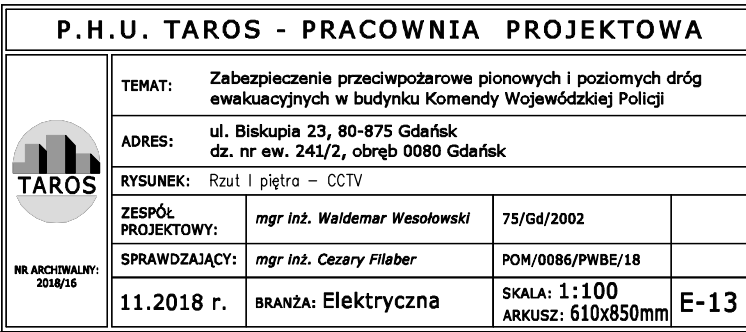 P.H.U. TAROS - PRACOWNIA PROJEKTOWA
TEMAT: Zabezpieczenie przeciwpożarowe pionowych i poziomych dróg
ewakuacyjnych w budynku Komendy Wojewódzkiej Policji
ADRES: ul. Biskupia 23, 80-875 Gdańsk
dz. nr ew. 241/2, obręb 0080 Gdańsk
TAROS
RYSUNEK: Rzut I piętra – CCTV
ZESPÓŁ
PROJEKTOWY: mgr inż. Waldemar Wesołowski 75/Gd/2002
SPRAWDZAJĄCY: mgr inż. Cezary Filaber POM/0086/PWBE/18
NR ARCHIWALNY:
2018/16
11.2018 r. BRANŻA: Elektryczna SKALA: 1:100
ARKUSZ: 610x850mm E-13